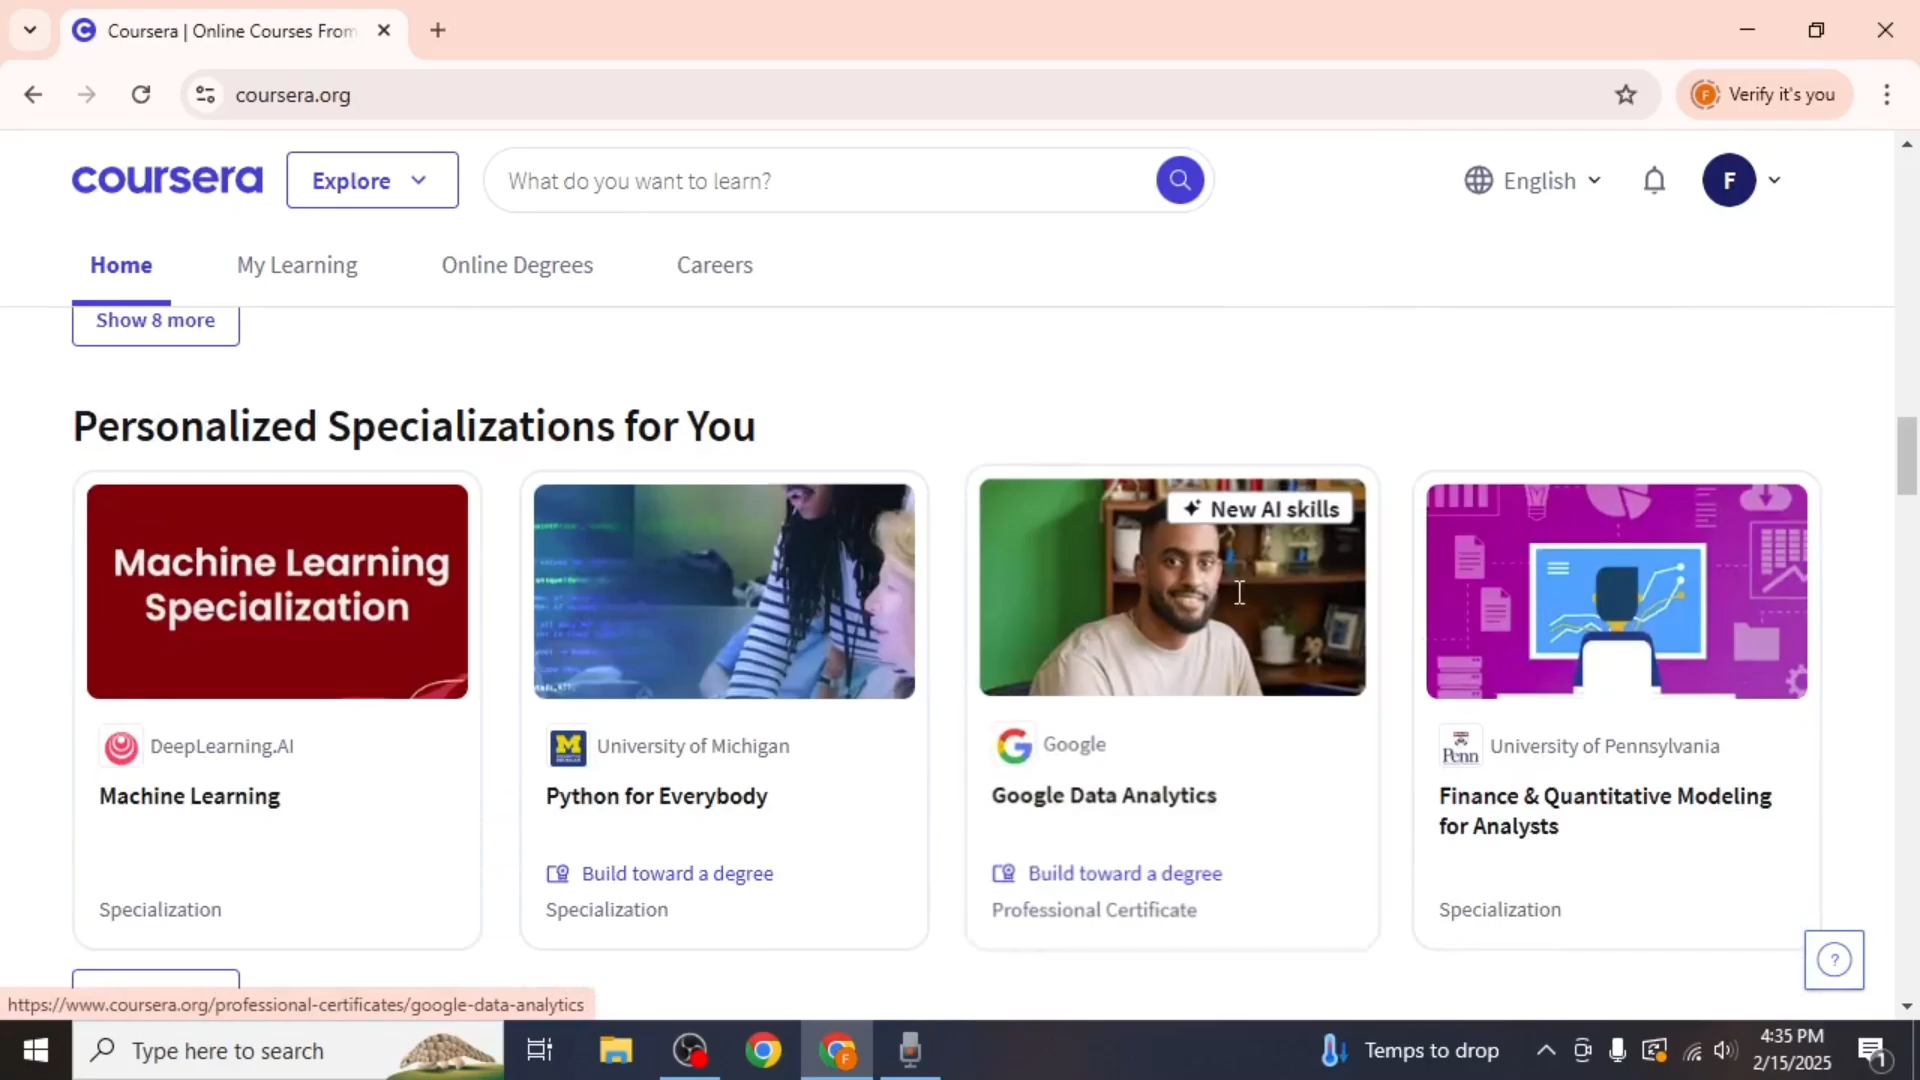 Coursera | Online Courses From
coursera.org
Verify it's you
coursera
Explore
What do you want to learn?
English
F
Home
My Learning
Online Degrees
Careers
Show 8 more
Personalized Specializations for You
Machine Learning
Specialization
New AI skills
DeepLearning.AI
Machine Learning
Specialization
University of Michigan
Python for Everybody
Build toward a degree
Specialization
Google
Google Data Analytics
Build toward a degree
Professional Certificate
Penn
University of Pennsylvania
Finance & Quantitative Modeling
for Analysts
Specialization
?
https://www.coursera.org/professional-certificates/google-data-analytics
Type here to search
Temps to drop
4:35 PM
2/15/2025
1